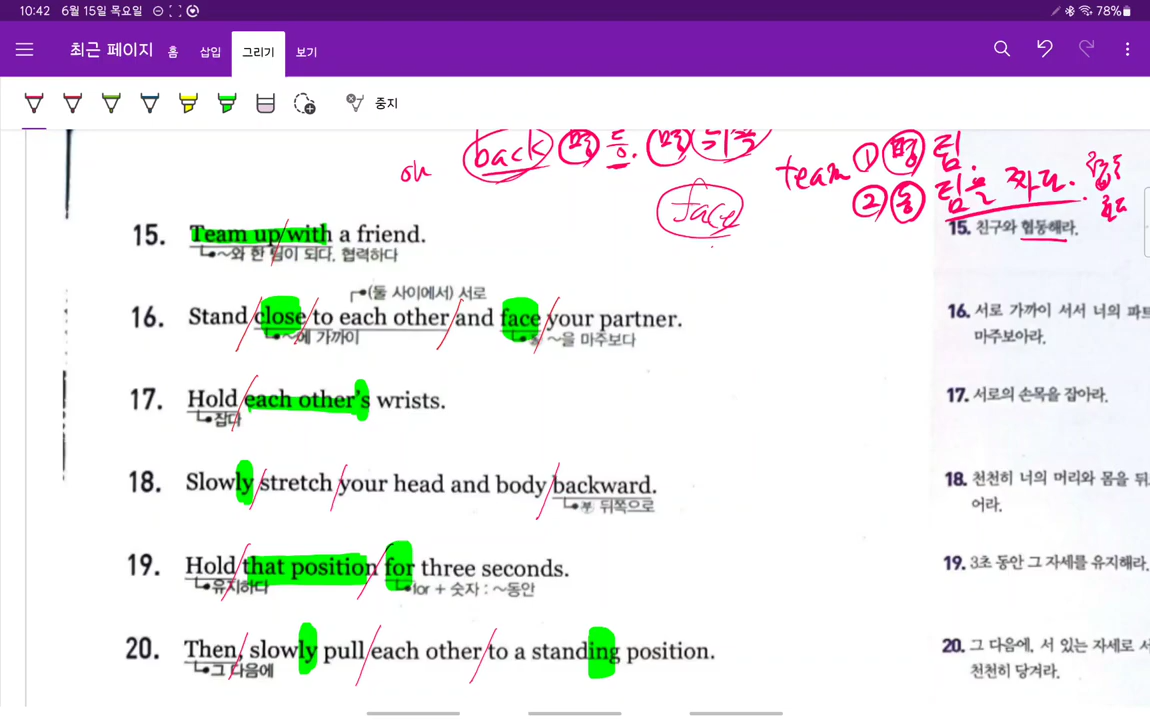 10:42 6월 15일 목요일 78%
최근 페이지 홈 삽입 그리기 보기
중지
back 명 등. 명 뒤쪽
team ① 명 팀.
② 동 팀을 짜다.
face
15. Team up with a friend.
↳~와 한 팀이 되다, 협력하다
15. 친구와 협동해라.
(둘 사이에서) 서로
16. Stand close to each other and face your partner.
↳~에 가까이
~을 마주보다
16. 서로 가까이 서서 너의 파트
마주보아라.
17. Hold each other's wrists.
↳잡다
17. 서로의 손목을 잡아라.
18. Slowly stretch your head and body backward.
↳부 뒤쪽으로
18. 천천히 너의 머리와 몸을 뒤
어라.
19. Hold that position for three seconds.
↳유지하다
↳for + 숫자 : ~동안
19. 3초 동안 그 자세를 유지해라.
20. Then, slowly pull each other to a standing position.
↳그 다음에
20. 그 다음에, 서 있는 자세로 서
천천히 당겨라.